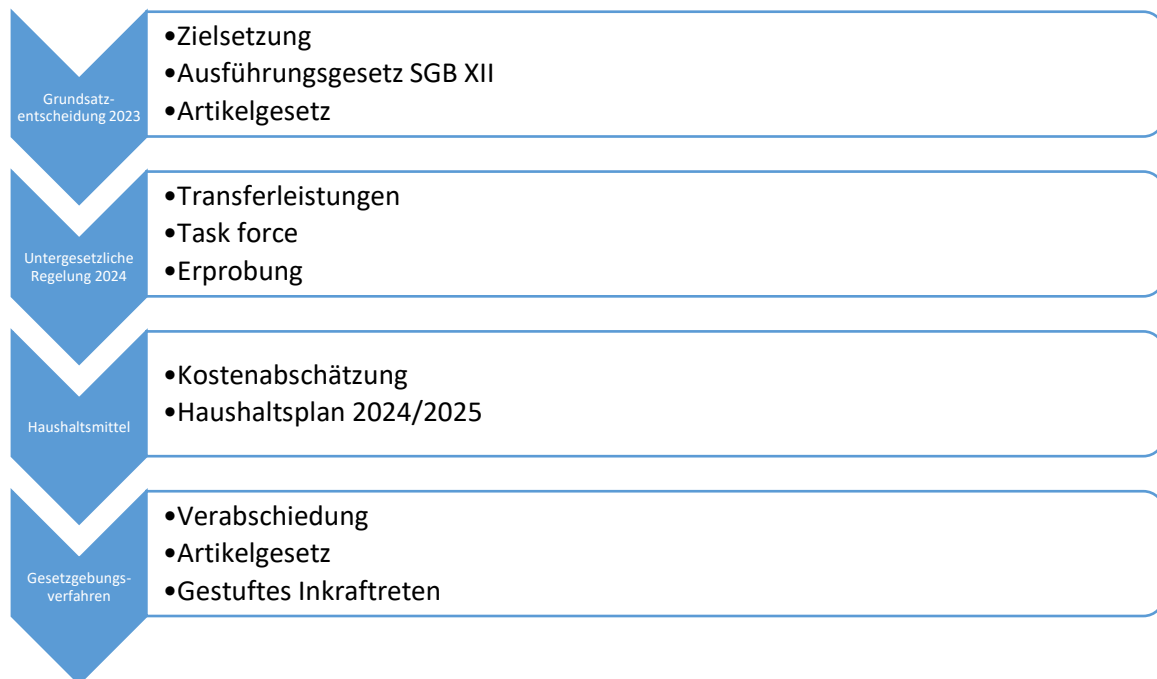 Grundsatz-
entscheidung 2023
•Zielsetzung
•Ausführungsgesetz SGB XII
•Artikelgesetz
Untergesetzliche
Regelung 2024
•Transferleistungen
•Task force
•Erprobung
Haushaltsmittel
•Kostenabschätzung
•Haushaltsplan 2024/2025
Gesetzgebungs-
verfahren
•Verabschiedung
•Artikelgesetz
•Gestuftes Inkraftreten